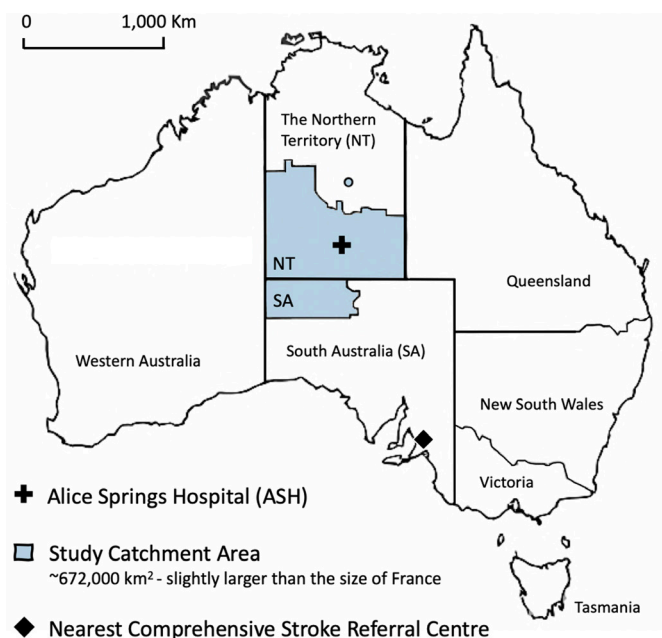 0 1,000 Km
The Northern
Territory (NT)
NT
Queensland
SA
South Australia (SA)
Western Australia
New South Wales
Victoria
Alice Springs Hospital (ASH)
Study Catchment Area
~672,000 km² - slightly larger than the size of France
Tasmania
Nearest Comprehensive Stroke Referral Centre